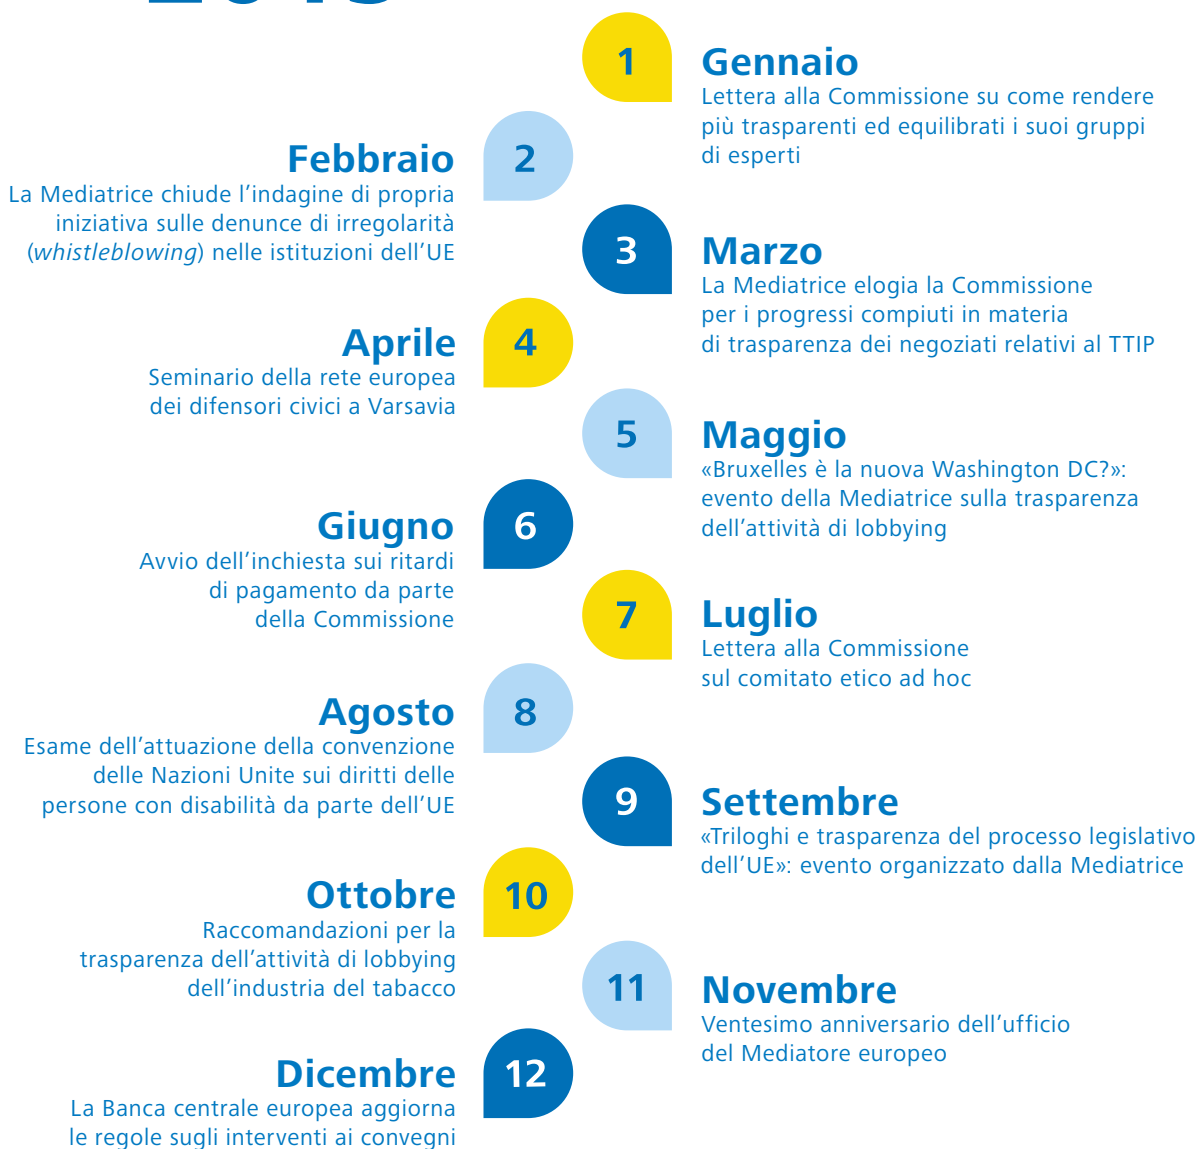 1
Gennaio
Lettera alla Commissione su come rendere
più trasparenti ed equilibrati i suoi gruppi
di esperti
2
Febbraio
La Mediatrice chiude l’indagine di propria
iniziativa sulle denunce di irregolarità
(whistleblowing) nelle istituzioni dell’UE
3
Marzo
La Mediatrice elogia la Commissione
per i progressi compiuti in materia
di trasparenza dei negoziati relativi al TTIP
4
Aprile
Seminario della rete europea
dei difensori civici a Varsavia
5
Maggio
«Bruxelles è la nuova Washington DC?»:
evento della Mediatrice sulla trasparenza
dell’attività di lobbying
6
Giugno
Avvio dell’inchiesta sui ritardi
di pagamento da parte
della Commissione
7
Luglio
Lettera alla Commissione
sul comitato etico ad hoc
8
Agosto
Esame dell’attuazione della convenzione
delle Nazioni Unite sui diritti delle
persone con disabilità da parte dell’UE
9
Settembre
«Triloghi e trasparenza del processo legislativo
dell’UE»: evento organizzato dalla Mediatrice
10
Ottobre
Raccomandazioni per la
trasparenza dell’attività di lobbying
dell’industria del tabacco
11
Novembre
Ventesimo anniversario dell’ufficio
del Mediatore europeo
12
Dicembre
La Banca centrale europea aggiorna
le regole sugli interventi ai convegni